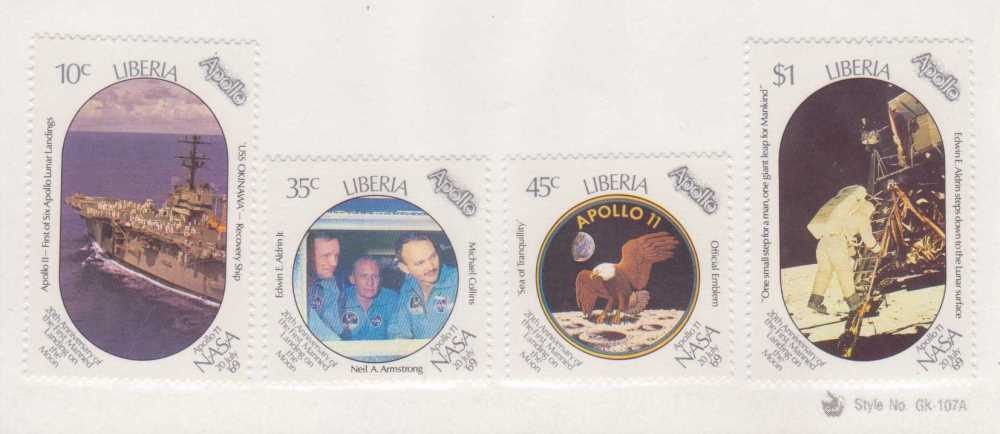 10c LIBERIA Apollo
Apollo II – First of Six Apollo Lunar Landings
'USS OKINAWA' – Recovery Ship
20th Anniversary of
the First Manned
Landing on
the
Moon
Apollo 11
NASA
20 July
69
35c LIBERIA Apollo
Edwin E. Aldrin Jr.
Michael Collins
Neil A. Armstrong
20th Anniversary of
the First Manned
Landing on
the
Moon
Apollo 11
NASA
20 July
69
45c LIBERIA Apollo
'Sea of Tranquility'
Official Emblem
APOLLO 11
20th Anniversary of
the First Manned
Landing on
the
Moon
Apollo 11
NASA
20 July
69
$1 LIBERIA Apollo
"One small step for a man, one giant leap for Mankind"
Edwin E. Aldrin steps down to the Lunar surface
20th Anniversary of
the First Manned
Landing on
the
Moon
Apollo 11
NASA
20 July
69
Style No. GK-107A